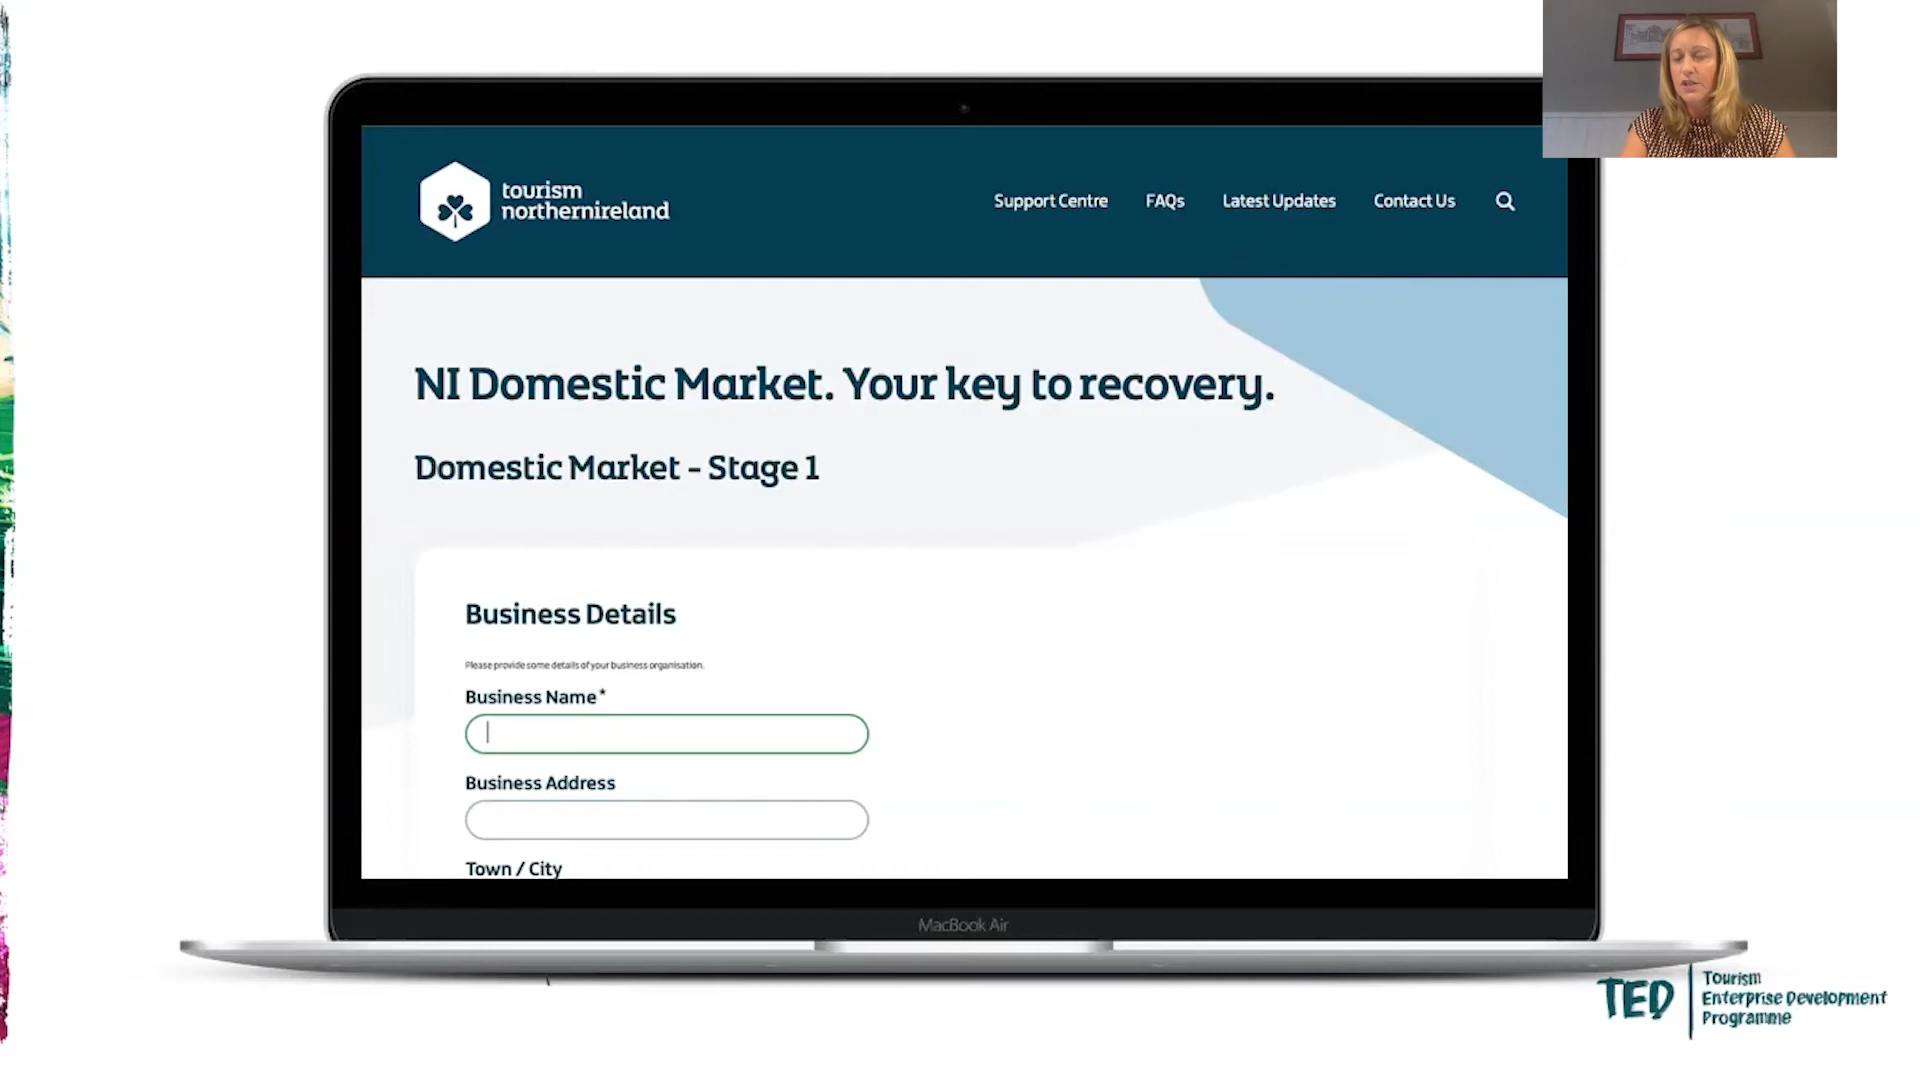 tourism
northernireland
Support Centre FAQs Latest Updates Contact Us
NI Domestic Market. Your key to recovery.
Domestic Market - Stage 1
Business Details
Please provide some details of your business organisation.
Business Name*
Business Address
Town / City
MacBook Air
TED
Tourism
Enterprise Development
Programme